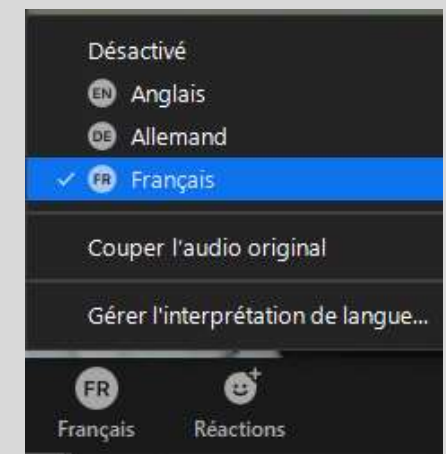 Désactivé
EN Anglais
DE Allemand
FR Français
Couper l'audio original
Gérer l'interprétation de langue...
FR
Français Réactions